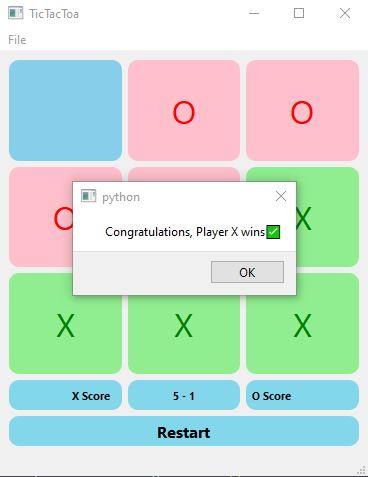 TicTacToa
File
O O
python
O X
Congratulations, Player X wins✅
OK
X X X
X Score 5 - 1 O Score
Restart